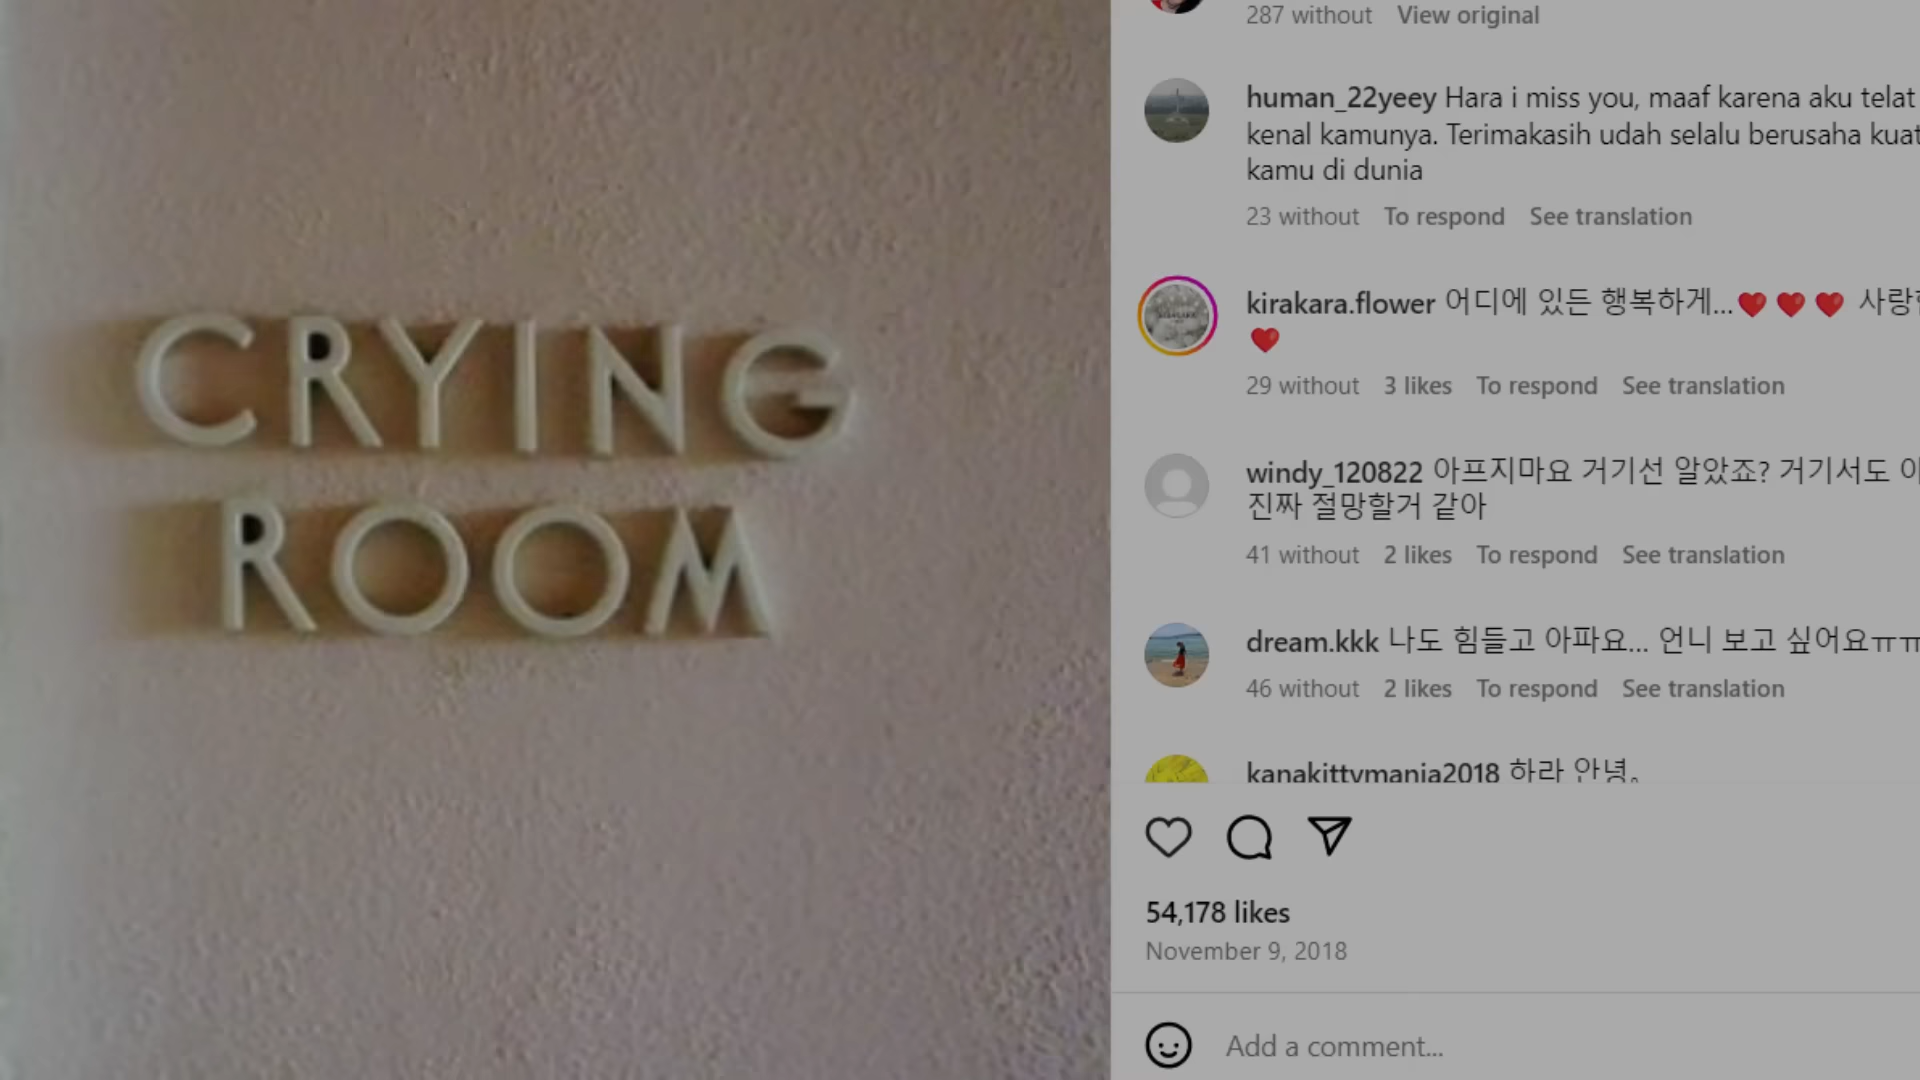 CRYING
ROOM
287 without View original
human_22yeey Hara i miss you, maaf karena aku telat
kenal kamunya. Terimakasih udah selalu berusaha kuat
kamu di dunia
23 without To respond See translation
kirakara.flower 어디에 있든 행복하게...❤️❤️❤️
❤️
29 without 3 likes To respond See translation
windy_120822 아프지마요 거기선 알았죠? 거기서도
진짜 절망할거 같아
41 without 2 likes To respond See translation
dream.kkk 나도 힘들고 아파요... 언니 보고 싶어요ㅠㅠ
46 without 2 likes To respond See translation
kanakittymania2018 하라 안녕。
54,178 likes
November 9, 2018
Add a comment...